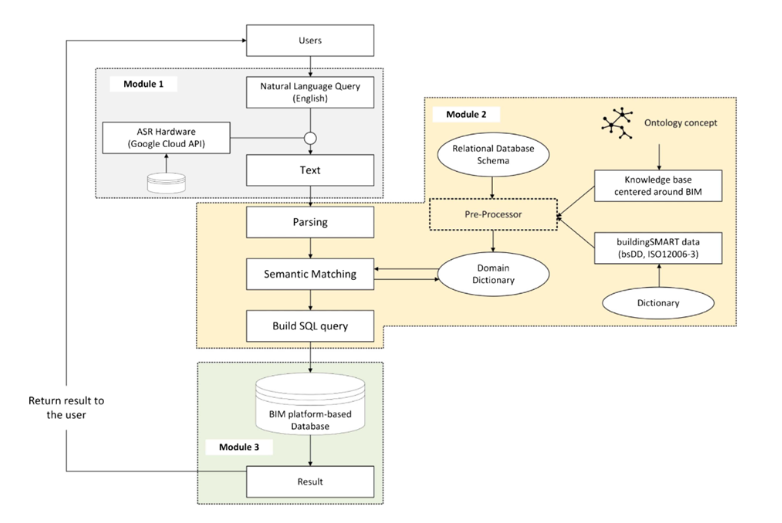 Users
Module 1
Natural Language Query
(English)
ASR Hardware
(Google Cloud API)
Text
Module 2
Ontology concept
Relational Database
Schema
Knowledge base
centered around BIM
Pre-Processor
Parsing
buildingSMART data
(bsDD, ISO12006-3)
Semantic Matching
Domain
Dictionary
Dictionary
Build SQL query
Return result to
the user
BIM platform-based
Database
Module 3
Result